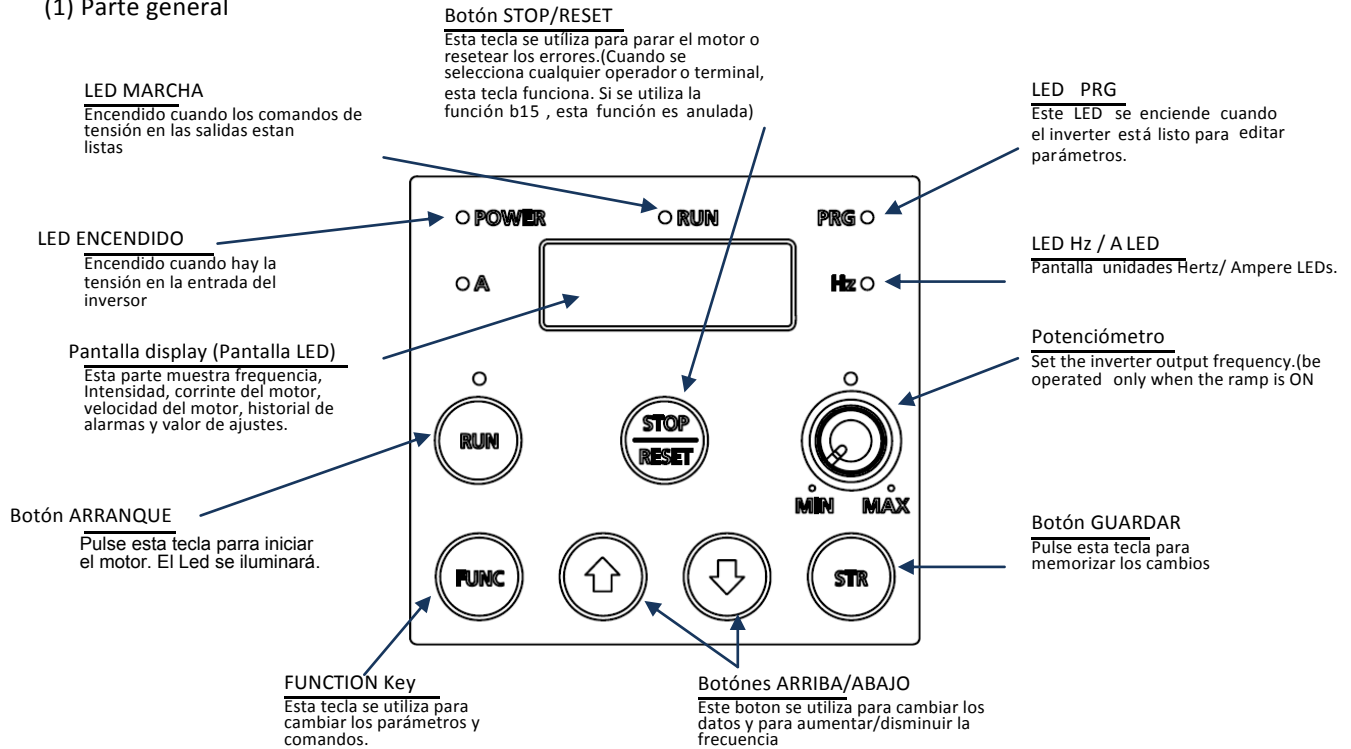 (1) Parte general
Botón STOP/RESET
Esta tecla se utíliza para parar el motor o
resetear los errores.(Cuando se
selecciona cualquier operador o terminal,
esta tecla funciona. Si se utiliza la
función b15 , esta función es anulada)
LED MARCHA
Encendido cuando los comandos de
tensión en las salidas estan
listas
LED PRG
Este LED se enciende cuando
el inverter está listo para editar
parámetros.
LED ENCENDIDO
Encendido cuando hay la
tensión en la entrada del
inversor
LED Hz / A LED
Pantalla unidades Hertz/ Ampere LEDs.
Pantalla display (Pantalla LED)
Esta parte muestra frequencia,
Intensidad, corrinte del motor,
velocidad del motor, historial de
alarmas y valor de ajustes.
Potenciómetro
Set the inverter output frequency.(be
operated only when the ramp is ON
Botón ARRANQUE
Pulse esta tecla parra iniciar
el motor. El Led se iluminará.
Botón GUARDAR
Pulse esta tecla para
memorizar los cambios
POWER
RUN
PRG
A
Hz
RUN
STOP
RESET
MIN MAX
FUNC
STR
FUNCTION Key
Esta tecla se utiliza para
cambiar los parámetros y
comandos.
Botónes ARRIBA/ABAJO
Este boton se utiliza para cambiar los
datos y para aumentar/disminuir la
frecuencia